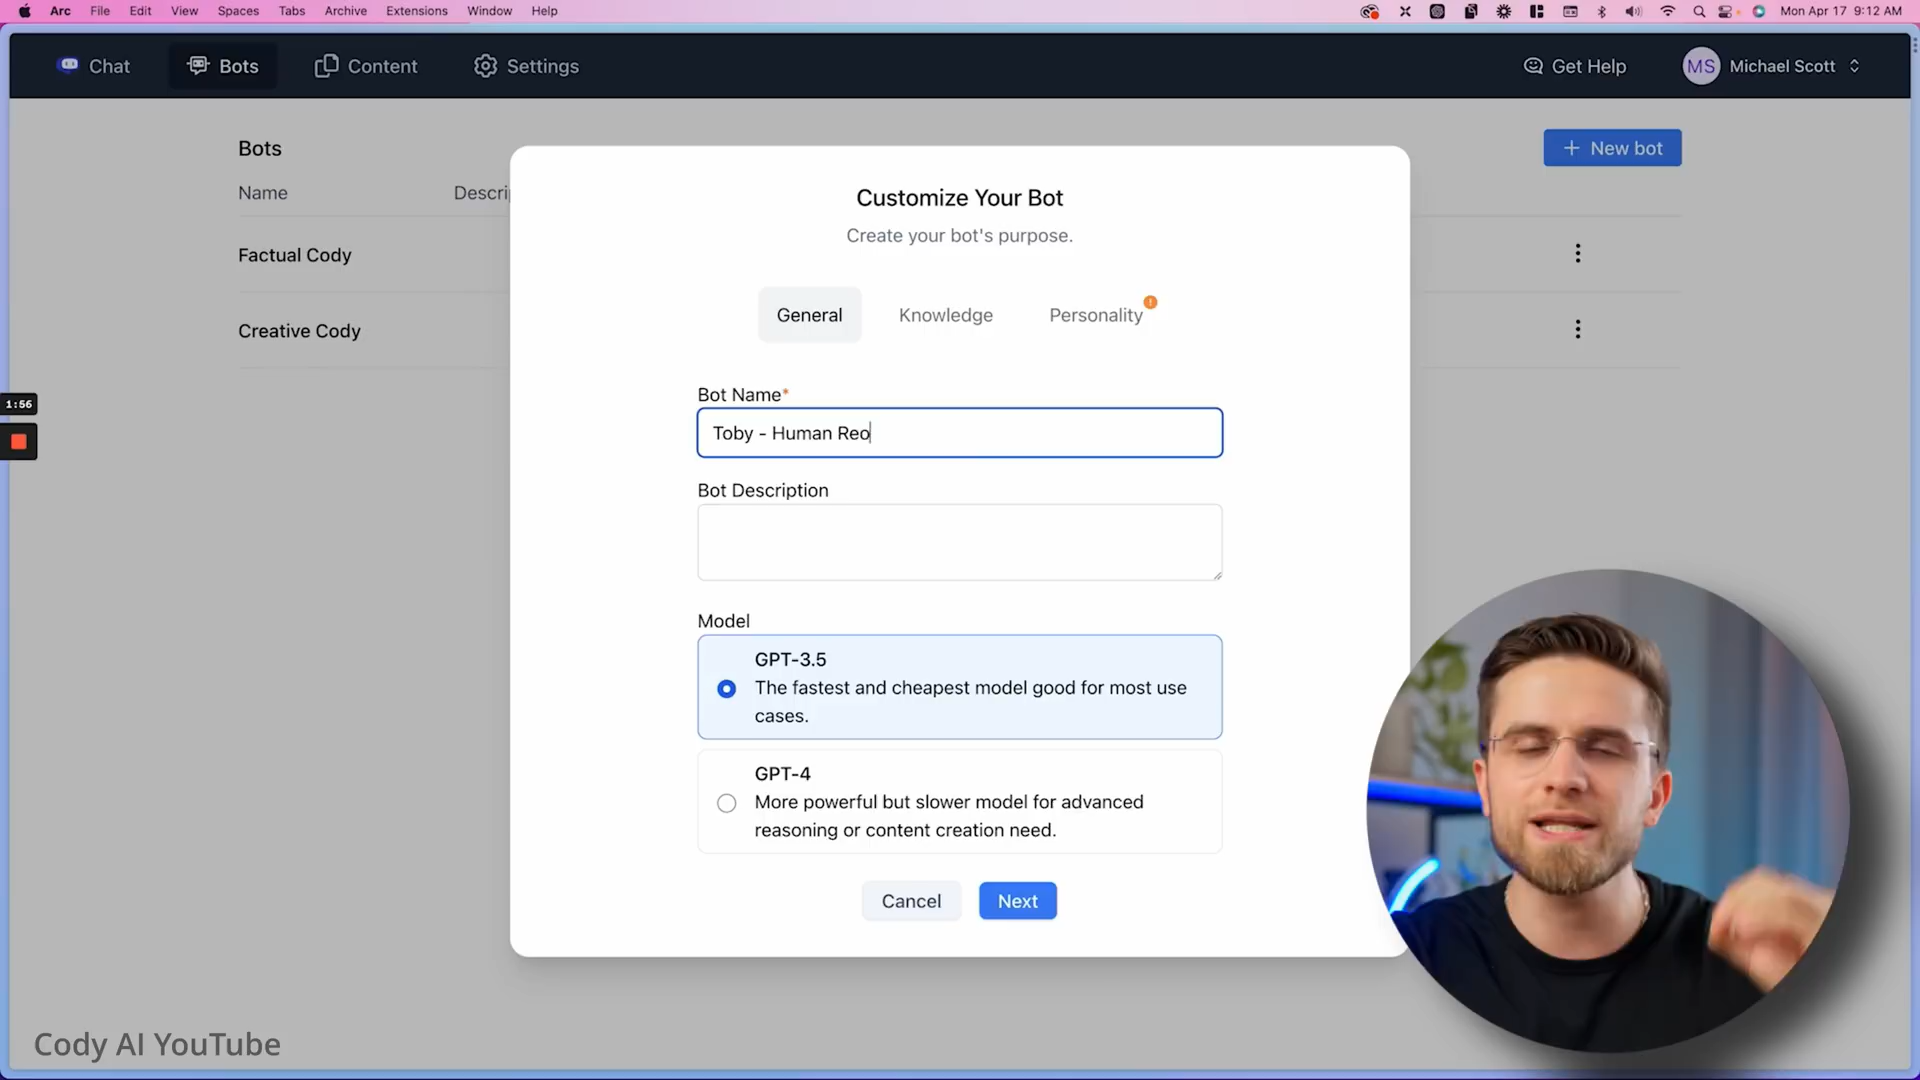 Arc File Edit View Spaces Tabs Archive Extensions Window Help Mon Apr 17 9:12 AM
Chat Bots Content Settings Get Help MS Michael Scott
Bots
+ New bot
Name Descrip
Factual Cody
Creative Cody
Customize Your Bot
Create your bot's purpose.
General Knowledge Personality !
Bot Name*
Toby - Human Reo
Bot Description
Model
GPT-3.5
The fastest and cheapest model good for most use
cases.
GPT-4
More powerful but slower model for advanced
reasoning or content creation need.
Cancel Next
1:56
Cody AI YouTube